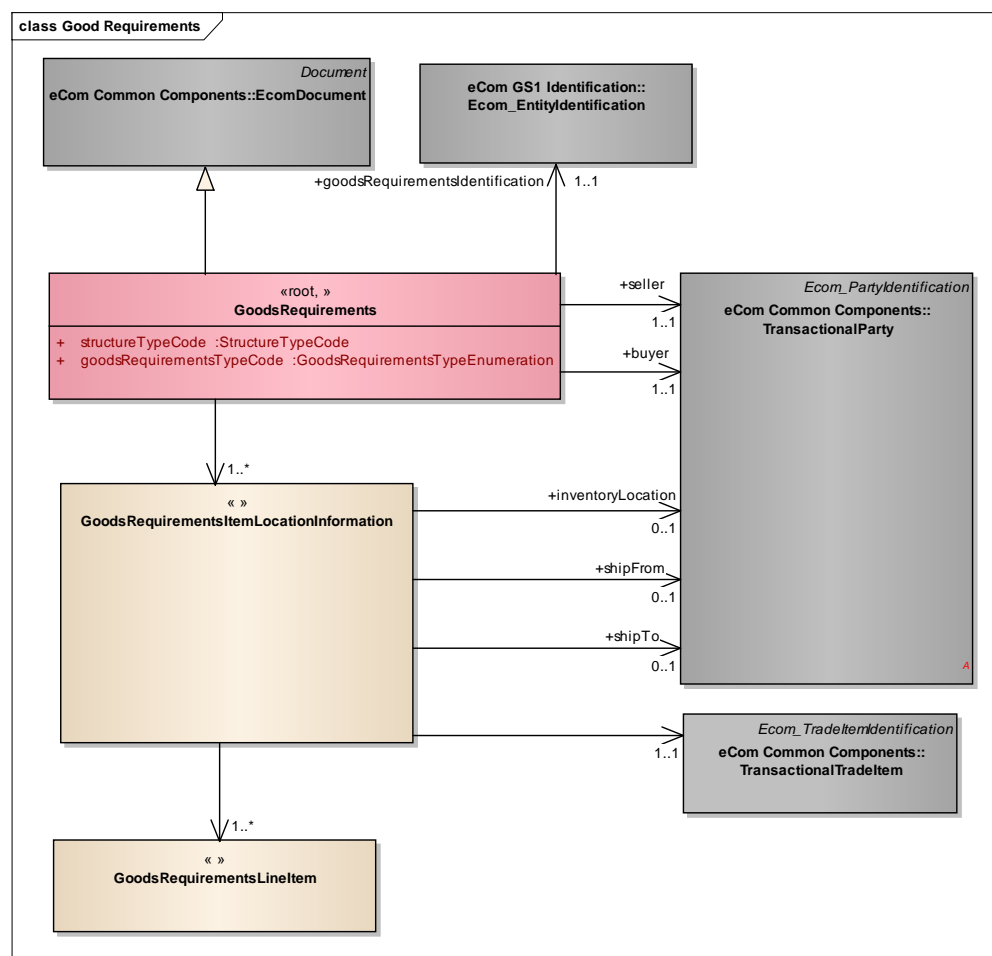 class Good Requirements
Document
eCom Common Components::EcomDocument
eCom GS1 Identification::
Ecom_EntityIdentification
+goodsRequirementsIdentification
1..1
«root, »
GoodsRequirements
+ structureTypeCode :StructureTypeCode
+ goodsRequirementsTypeCode :GoodsRequirementsTypeEnumeration
+seller
1..1
+buyer
1..1
Ecom_PartyIdentification
eCom Common Components::
TransactionalParty
1..*
« »
GoodsRequirementsItemLocationInformation
+inventoryLocation
0..1
+shipFrom
0..1
+shipTo
0..1
A
1..1
Ecom_TradeItemIdentification
eCom Common Components::
TransactionalTradeItem
1..*
« »
GoodsRequirementsLineItem